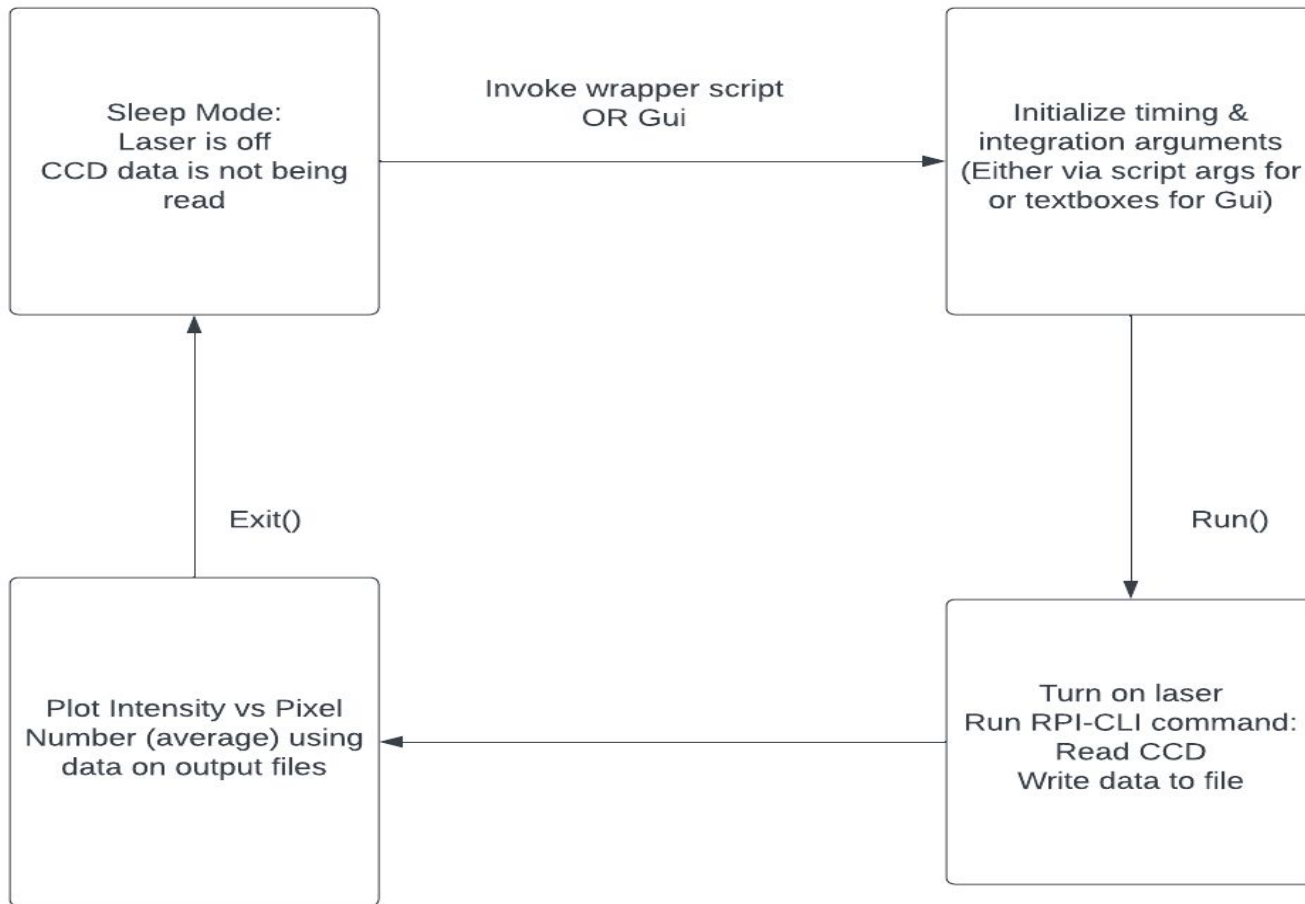 Sleep Mode:
Laser is off
CCD data is not being
read
Invoke wrapper script
OR Gui
Initialize timing &
integration arguments
(Either via script args for
or textboxes for Gui)
Run()
Turn on laser
Run RPI-CLI command:
Read CCD
Write data to file
Plot Intensity vs Pixel
Number (average) using
data on output files
Exit()